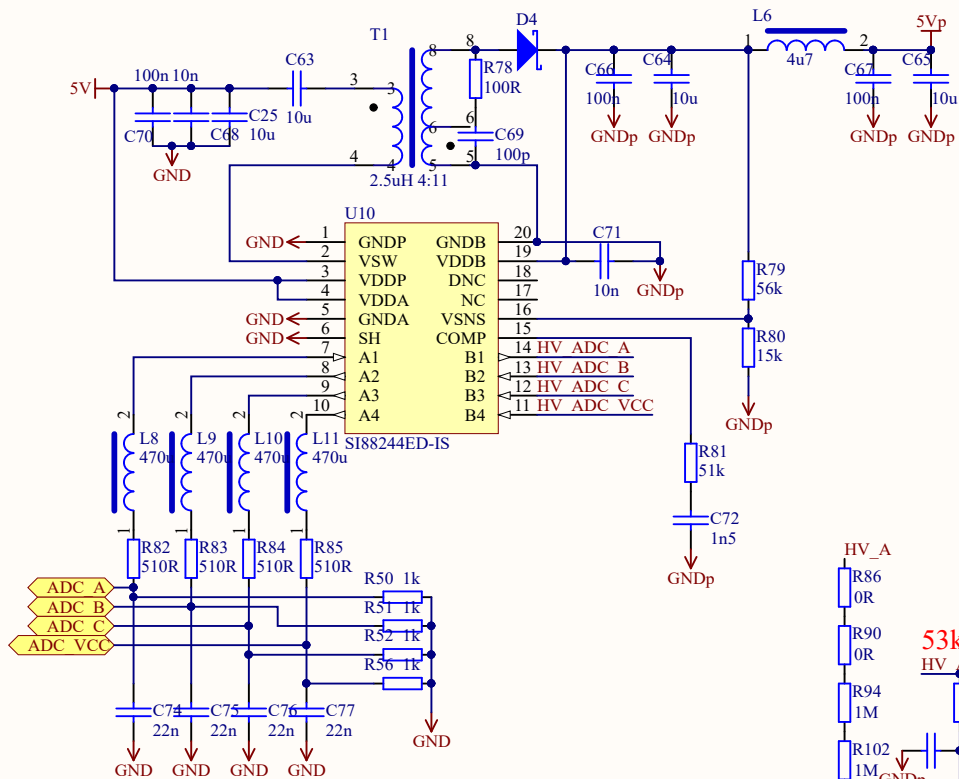 D4
L6
5Vp
T1
8
1
2
4u7
C63
100n 10n
3
8
R78
100R
C66
C64
C67
C65
5V
3
10u
100n
10u
100n
10u
C25
10u
C70
C68
6
6
C69
100p
GNDp
GNDp
GNDp
GNDp
4
4
5
5
GND
2.5uH 4:11
U10
GND
1
GNDP
GNDB
20
C71
2
VSW
VDDB
19
3
VDDP
DNC
18
10n
GNDp
R79
56k
4
VDDA
NC
17
GND
5
GNDA
VSNS
16
GND
6
SH
COMP
15
R80
15k
7
A1
B1
14
HV_ADC_A
8
A2
B2
13
HV_ADC_B
9
A3
B3
12
HV_ADC_C
10
A4
B4
11
HV_ADC_VCC
GNDp
SI88244ED-IS
2
2
2
2
L8
470u
L9
470u
L10
470u
L11
470u
R81
51k
1
1
1
1
C72
1n5
R82
510R
R83
510R
R84
510R
R85
510R
GNDp
HV_A
ADC_A
ADC_B
ADC_C
ADC_VCC
R50 1k
R51 1k
R52 1k
R56 1k
R86
0R
R90
0R
53k
HV_
R94
1M
C74
22n
C75
22n
C76
22n
C77
22n
R102
1M
GND
GND
GND
GND
GND
GNDp